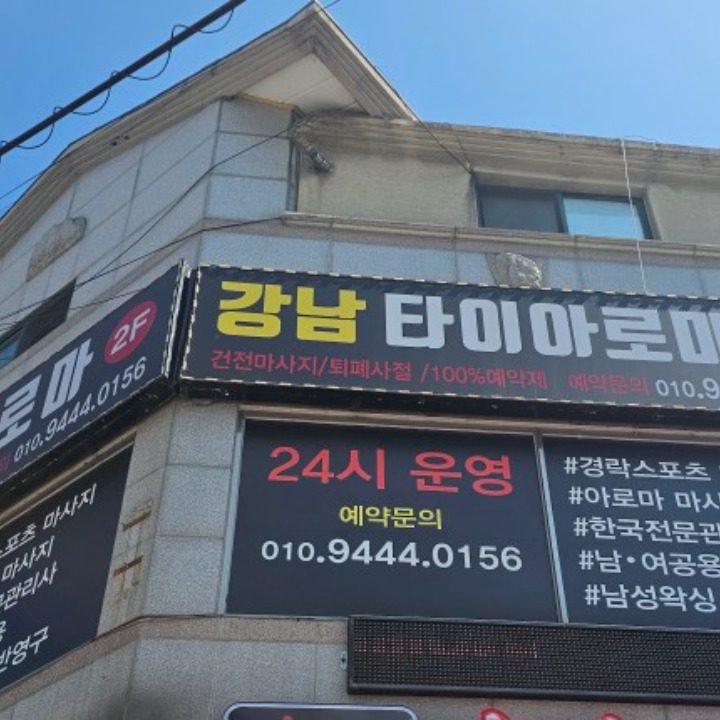 로마 2F
010.9444.0156
스포츠 마사지
마사지
관리사
반영구
강남 타이아로마
건전마사지/퇴폐사절 /100%예약제 예약문의 010.9
24시 운영
예약문의
010.9444.0156
#경락스포츠
#아로마 마사
#한국전문관
#남·여공용
#남성왁싱